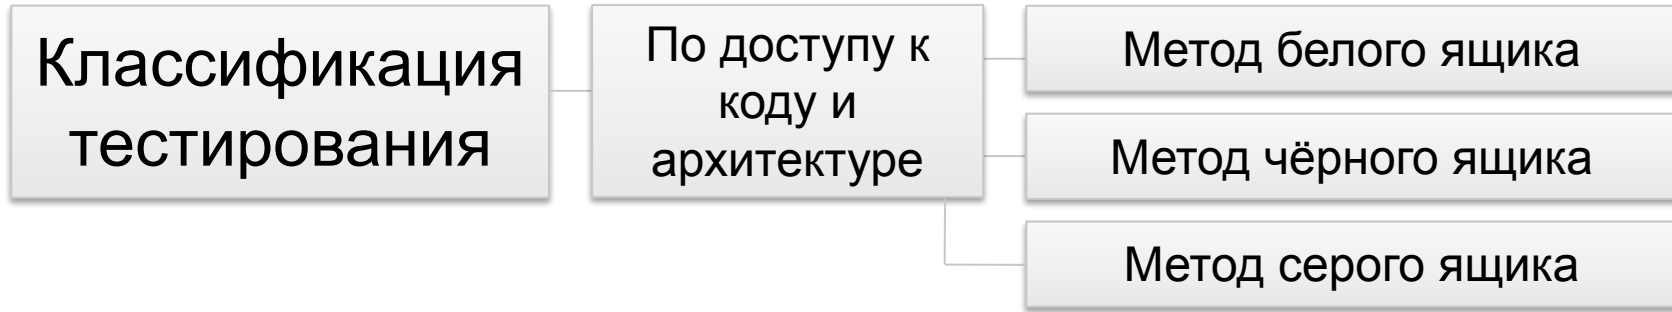 Классификация
тестирования
По доступу к
коду и
архитектуре
Метод белого ящика
Метод чёрного ящика
Метод серого ящика